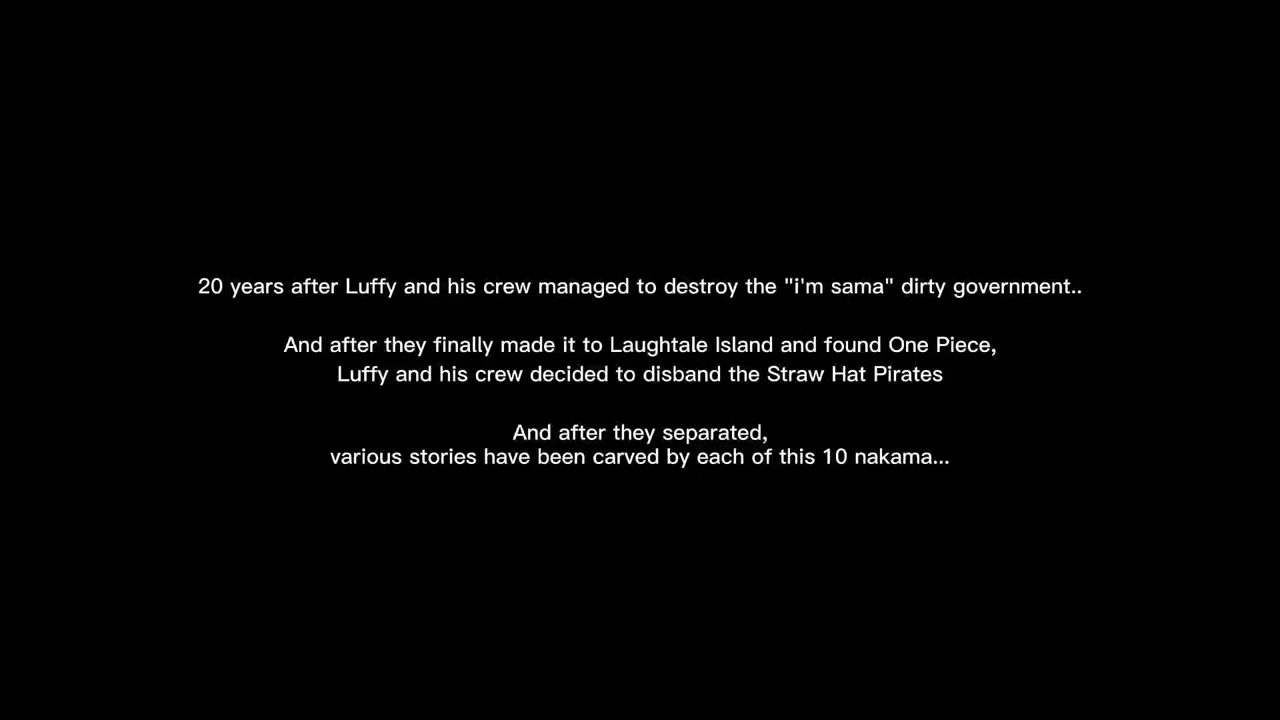 20 years after Luffy and his crew managed to destroy the "i'm sama" dirty government..
And after they finally made it to Laughtale Island and found One Piece,
Luffy and his crew decided to disband the Straw Hat Pirates
And after they separated,
various stories have been carved by each of this 10 nakama...